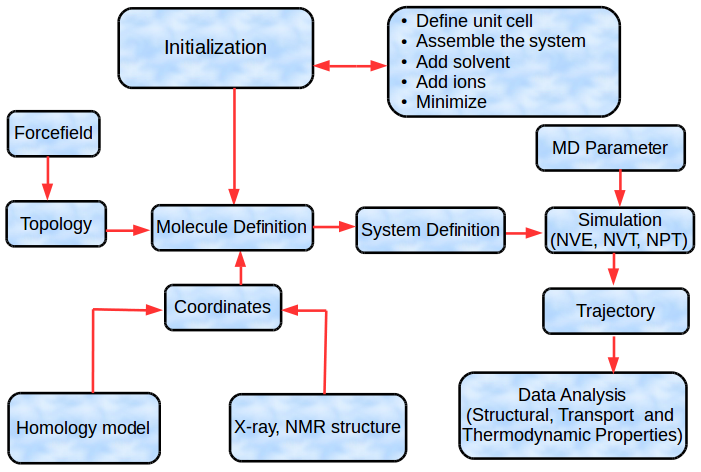 Initialization
• Define unit cell
• Assemble the system
• Add solvent
• Add ions
• Minimize
Forcefield
MD Parameter
Topology
Molecule Definition
System Definition
Simulation
(NVE, NVT, NPT)
Coordinates
Trajectory
Homology model
X-ray, NMR structure
Data Analysis
(Structural, Transport and
Thermodynamic Properties)